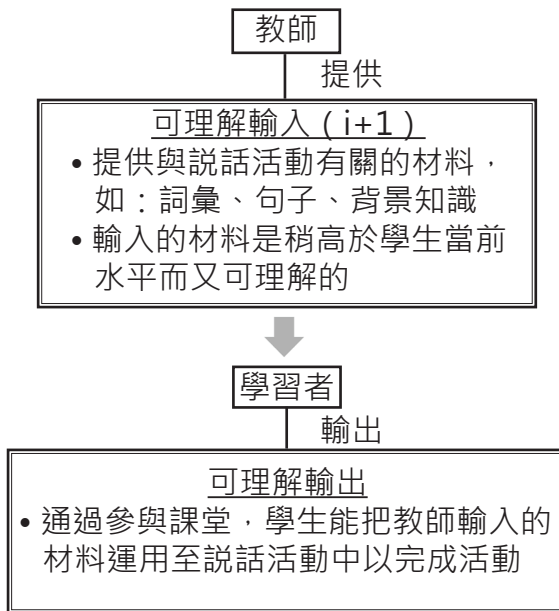 教師
提供
可理解輸入（i+1）
• 提供與說話活動有關的材料，
如：詞彙、句子、背景知識
• 輸入的材料是稍高於學生當前
水平而又可理解的
學習者
輸出
可理解輸出
• 通過參與課堂，學生能把教師輸入的
材料運用至說話活動中以完成活動